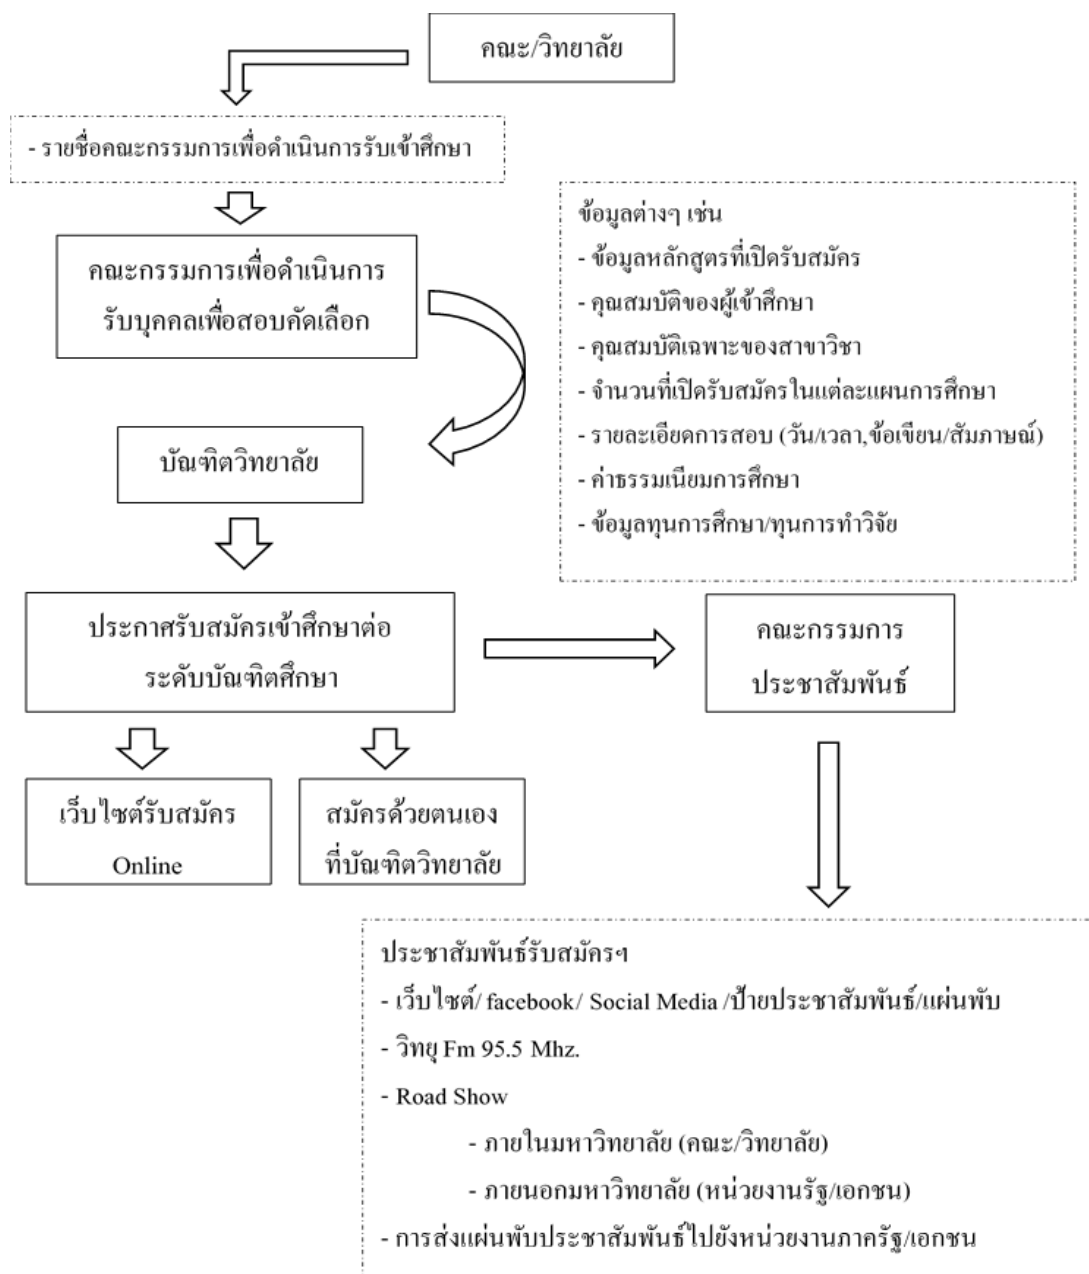 คณะ/วิทยาลัย
- รายชื่อคณะกรรมการเพื่อดำเนินการรับเข้าศึกษา
คณะกรรมการเพื่อดำเนินการ
รับบุคคลเพื่อสอบคัดเลือก
ข้อมูลต่างๆ เช่น
- ข้อมูลหลักสูตรที่เปิดรับสมัคร
- คุณสมบัติของผู้เข้าศึกษา
- คุณสมบัติเฉพาะของสาขาวิชา
- จำนวนที่เปิดรับสมัครในแต่ละแผนการศึกษา
- รายละเอียดการสอบ (วัน/เวลา,ข้อเขียน/สัมภาษณ์)
- ค่าธรรมเนียมการศึกษา
- ข้อมูลทุนการศึกษา/ทุนการทำวิจัย
บัณฑิตวิทยาลัย
ประกาศรับสมัครเข้าศึกษาต่อ
ระดับบัณฑิตศึกษา
คณะกรรมการ
ประชาสัมพันธ์
เว็บไซต์รับสมัคร
Online
สมัครด้วยตนเอง
ที่บัณฑิตวิทยาลัย
ประชาสัมพันธ์รับสมัครฯ
- เว็บไซต์/ facebook/ Social Media /ป้ายประชาสัมพันธ์/แผ่นพับ
- วิทยุ Fm 95.5 Mhz.
- Road Show
- ภายในมหาวิทยาลัย (คณะ/วิทยาลัย)
- ภายนอกมหาวิทยาลัย (หน่วยงานรัฐ/เอกชน)
- การส่งแผ่นพับประชาสัมพันธ์ไปยังหน่วยงานภาครัฐ/เอกชน